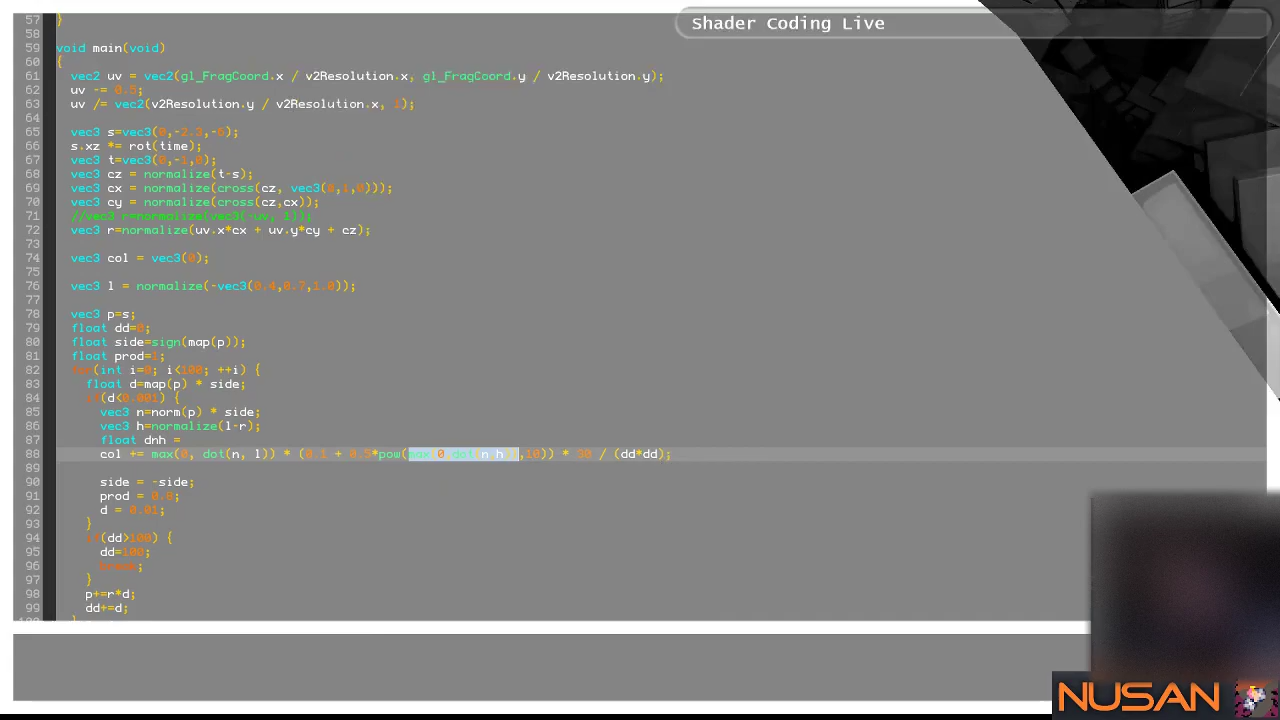 Shader Coding Live
57 }
58
59 void main(void)
60 {
61 vec2 uv = vec2(gl_FragCoord.x / v2Resolution.x, gl_FragCoord.y / v2Resolution.y);
62 uv -= 0.5;
63 uv /= vec2(v2Resolution.y / v2Resolution.x, 1);
64
65 vec3 s=vec3(0,-2.3,-6);
66 s.xz *= rot(time);
67 vec3 t=vec3(0,-1,0);
68 vec3 cz = normalize(t-s);
69 vec3 cx = normalize(cross(cz, vec3(0,1,0)));
70 vec3 cy = normalize(cross(cz,cx));
71 //vec3 r=normalize(vec3(-uv, 1));
72 vec3 r=normalize(uv.x*cx + uv.y*cy + cz);
73
74 vec3 col = vec3(0);
75
76 vec3 l = normalize(-vec3(0.4,0.7,1.0));
77
78 vec3 p=s;
79 float dd=0;
80 float side=sign(map(p));
81 float prod=1;
82 for(int i=0; i<100; ++i) {
83 float d=map(p) * side;
84 if(d<0.001) {
85 vec3 n=norm(p) * side;
86 vec3 h=normalize(l-r);
87 float dnh =
88 col += max(0, dot(n, l)) * (0.1 + 0.5*pow(max(0,dot(n,h)),10)) * 30 / (dd*dd);
89
90 side = -side;
91 prod = 0.8;
92 d = 0.01;
93 }
94 if(dd>100) {
95 dd=100;
96 break;
97 }
98 p+=r*d;
99 dd+=d;
NUSAN